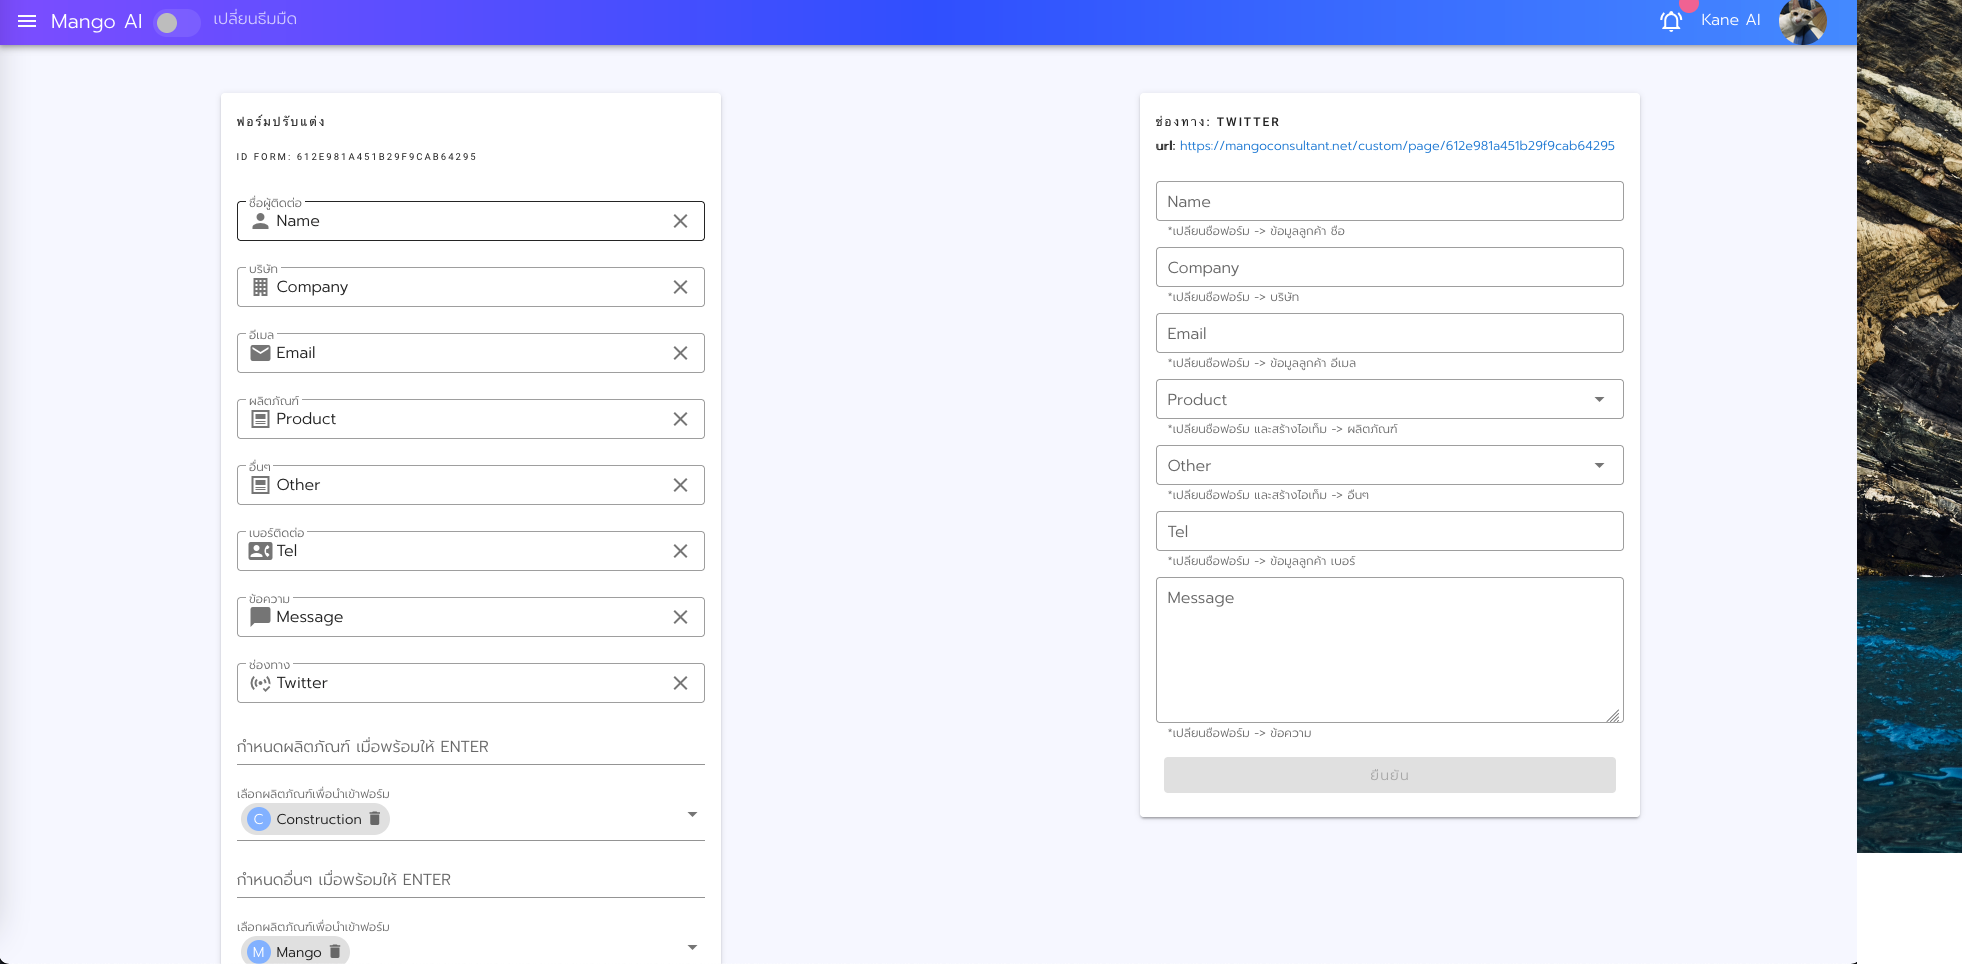 Mango AI
เปลี่ยนธีมมืด
Kane AI
ฟอร์มปรับแต่ง
ID FORM: 612E981A451B29F9CAB64295
ชื่อผู้ติดต่อ
Name
บริษัท
Company
อีเมล
Email
ผลิตภัณฑ์
Product
อื่นๆ
Other
เบอร์ติดต่อ
Tel
ข้อความ
Message
ช่องทาง
Twitter
กำหนดผลิตภัณฑ์ เมื่อพร้อมให้ ENTER
เลือกผลิตภัณฑ์เพื่อนำเข้าฟอร์ม
C Construction
กำหนดอื่นๆ เมื่อพร้อมให้ ENTER
เลือกผลิตภัณฑ์เพื่อนำเข้าฟอร์ม
M Mango
ช่องทาง: TWITTER
url: https://mangoconsultant.net/custom/page/612e981a451b29f9cab64295
Name
*เปลี่ยนชื่อฟอร์ม -> ข้อมูลลูกค้า ชื่อ
Company
*เปลี่ยนชื่อฟอร์ม -> บริษัท
Email
*เปลี่ยนชื่อฟอร์ม -> ข้อมูลลูกค้า อีเมล
Product
*เปลี่ยนชื่อฟอร์ม และสร้างไอเท็ม -> ผลิตภัณฑ์
Other
*เปลี่ยนชื่อฟอร์ม และสร้างไอเท็ม -> อื่นๆ
Tel
*เปลี่ยนชื่อฟอร์ม -> ข้อมูลลูกค้า เบอร์
Message
*เปลี่ยนชื่อฟอร์ม -> ข้อความ
ยืนยัน